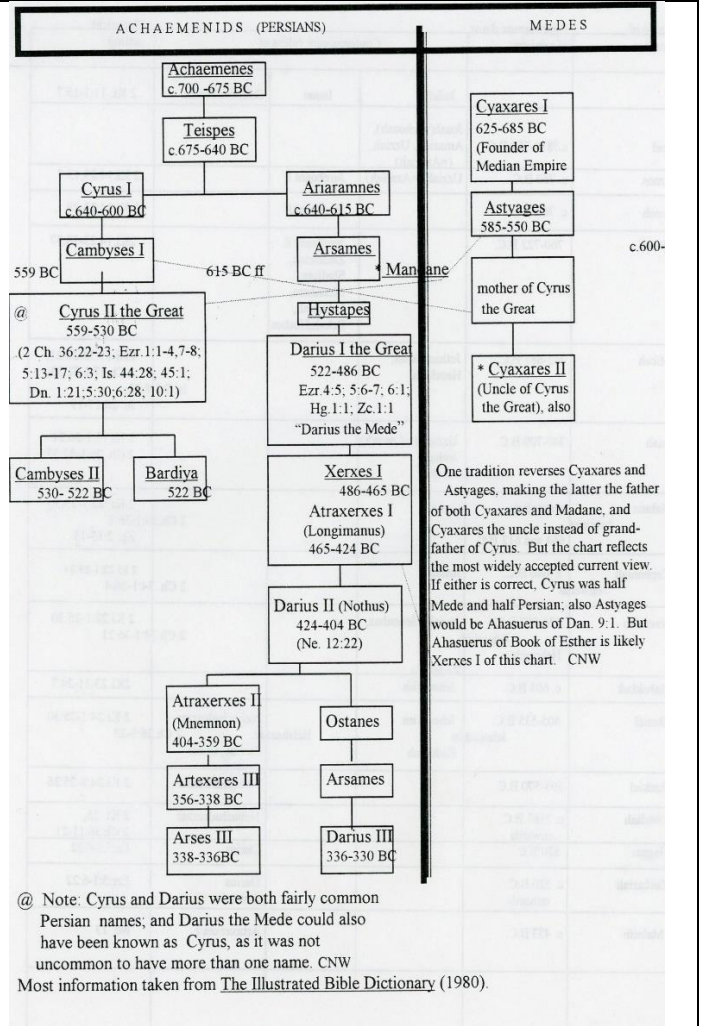 ACHAEMENIDS (PERSIANS)
MEDES
Achaemenes
c.700 -675 BC
Teispes
c.675-640 BC
Cyrus I
c.640-600 BC
Ariaramnes
c.640-615 BC
Cambyses I
559 BC
Arsames
615 BC ff
* Mandane
@ Cyrus II the Great
559-530 BC
(2 Ch. 36:22-23; Ezr.1:1-4,7-8;
5:13-17; 6:3; Is. 44:28; 45:1;
Dn. 1:21;5:30;6:28; 10:1)
Hystapes
Darius I the Great
522-486 BC
Ezr.4:5; 5:6-7; 6:1;
Hg.1:1; Zc.1:1
"Darius the Mede"
Cambyses II
530- 522 BC
Bardiya
522 BC
Xerxes I
486-465 BC
Atraxerxes I
(Longimanus)
465-424 BC
Darius II (Nothus)
424-404 BC
(Ne. 12:22)
Atraxerxes II
(Mnemnon)
404-359 BC
Ostanes
Artexeres III
356-338 BC
Arsames
Arses III
338-336BC
Darius III
336-330 BC
Cyaxares I
625-685 BC
(Founder of
Median Empire
Astyages
585-550 BC
c.600-
mother of Cyrus
the Great
* Cyaxares II
(Uncle of Cyrus
the Great), also
One tradition reverses Cyaxares and
Astyages, making the latter the father
of both Cyaxares and Madane, and
Cyaxares the uncle instead of grand-
father of Cyrus. But the chart reflects
the most widely accepted current view.
If either is correct, Cyrus was half
Mede and half Persian; also Astyages
would be Ahasuerus of Dan. 9:1. But
Ahasuerus of Book of Esther is likely
Xerxes I of this chart. CNW
@ Note: Cyrus and Darius were both fairly common
Persian names; and Darius the Mede could also
have been known as Cyrus, as it was not
uncommon to have more than one name. CNW
Most information taken from The Illustrated Bible Dictionary (1980).